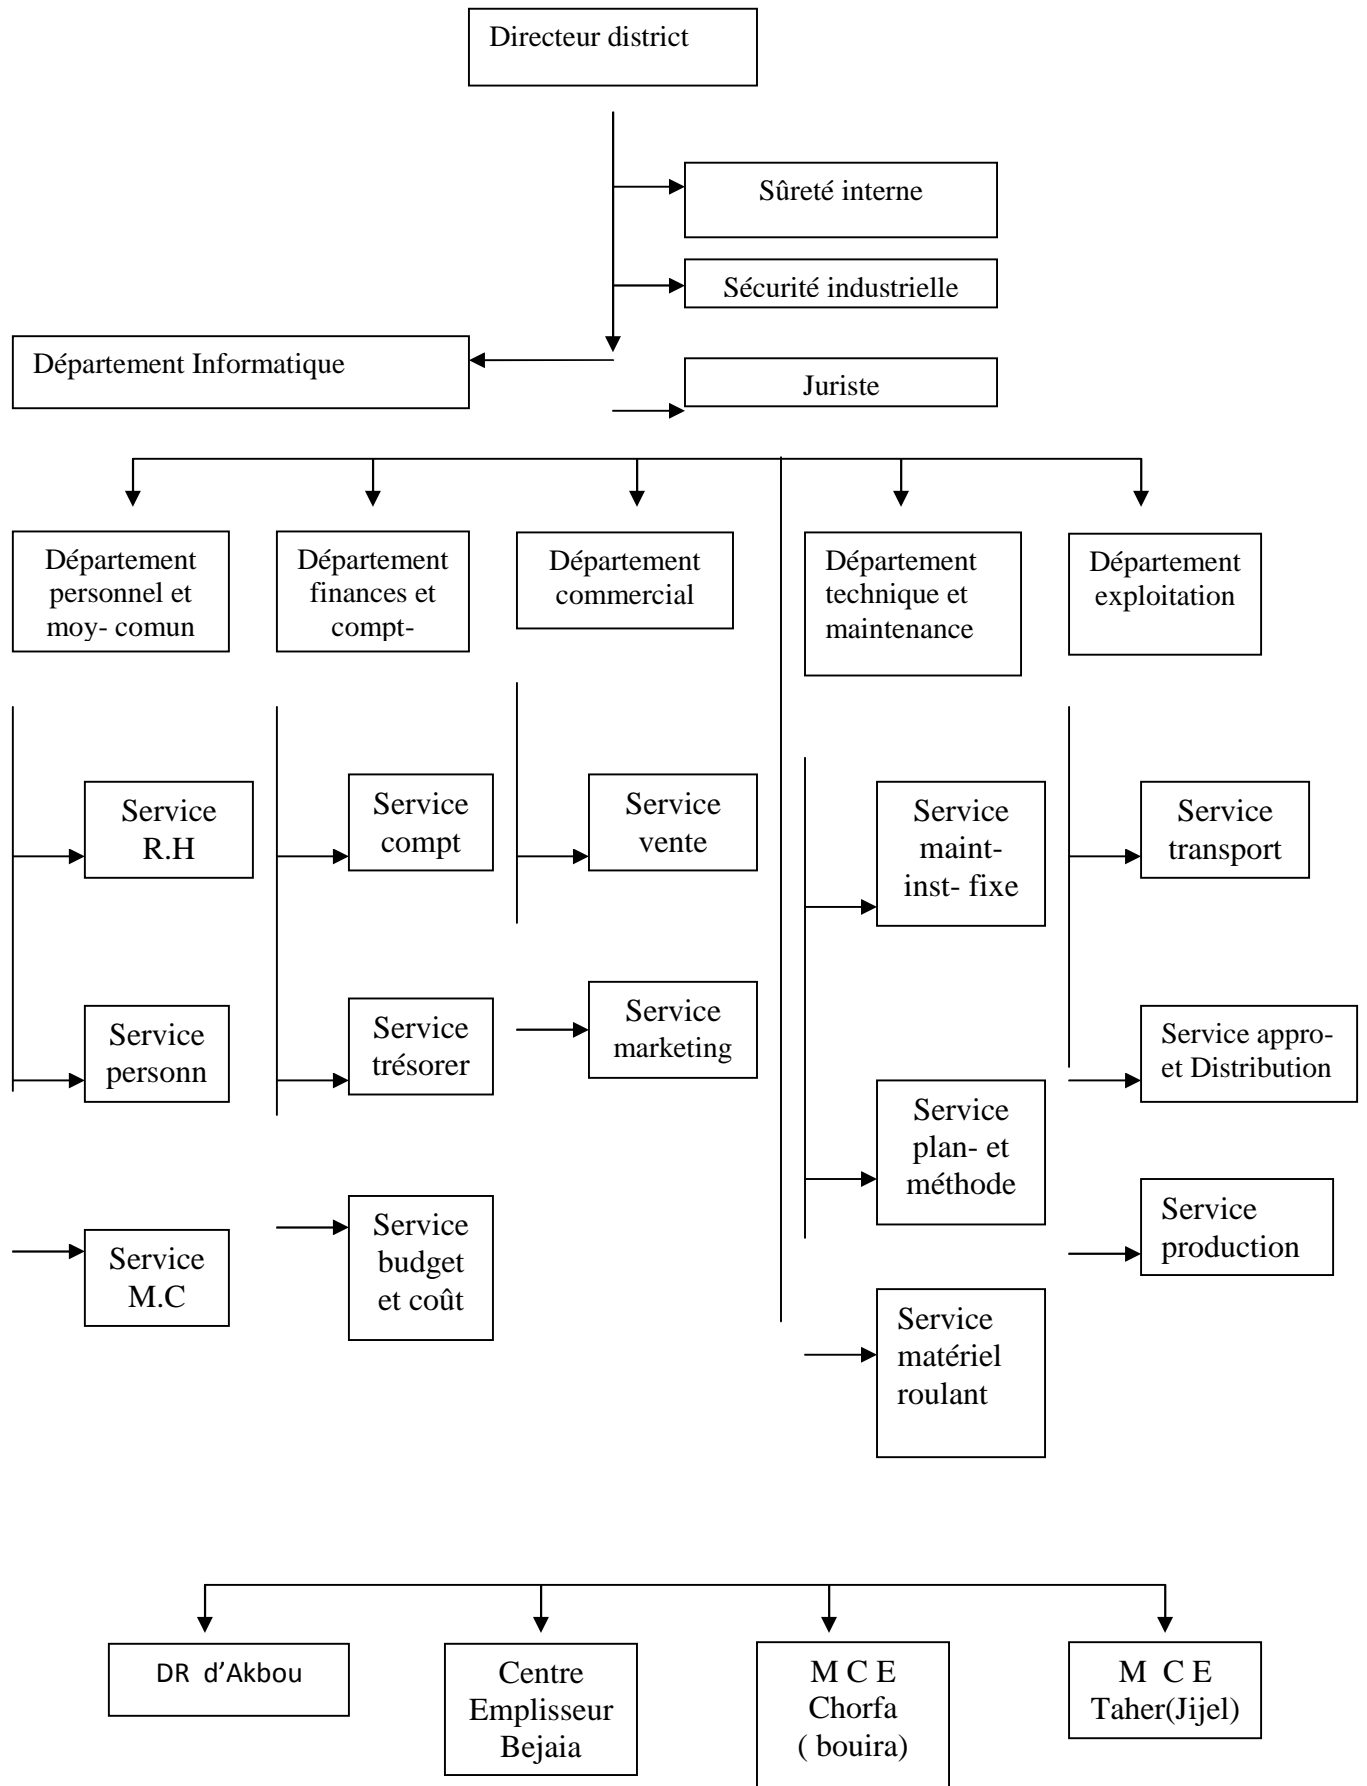 Directeur district
Sûreté interne
Sécurité industrielle
Département Informatique
Juriste
Département
personnel et
moy- comun
Département
finances et
compt-
Département
commercial
Département
technique et
maintenance
Département
exploitation
Service
R.H
Service
compt
Service
vente
Service
maint-
inst- fixe
Service
transport
Service
personn
Service
trésorer
Service
marketing
Service
plan- et
méthode
Service appro-
et Distribution
Service
M.C
Service
budget
et coût
Service
matériel
roulant
Service
production
DR d’Akbou
Centre
Emplisseur
Bejaia
M C E
Chorfa
( bouira)
M C E
Taher(Jijel)